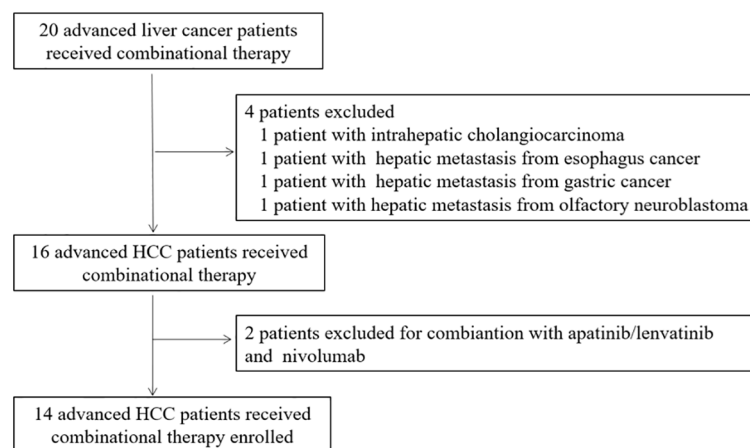 20 advanced liver cancer patients
received combinational therapy
4 patients excluded
1 patient with intrahepatic cholangiocarcinoma
1 patient with hepatic metastasis from esophagus cancer
1 patient with hepatic metastasis from gastric cancer
1 patient with hepatic metastasis from olfactory neuroblastoma
16 advanced HCC patients received
combinational therapy
2 patients excluded for combiantion with apatinib/lenvatinib
and nivolumab
14 advanced HCC patients received
combinational therapy enrolled